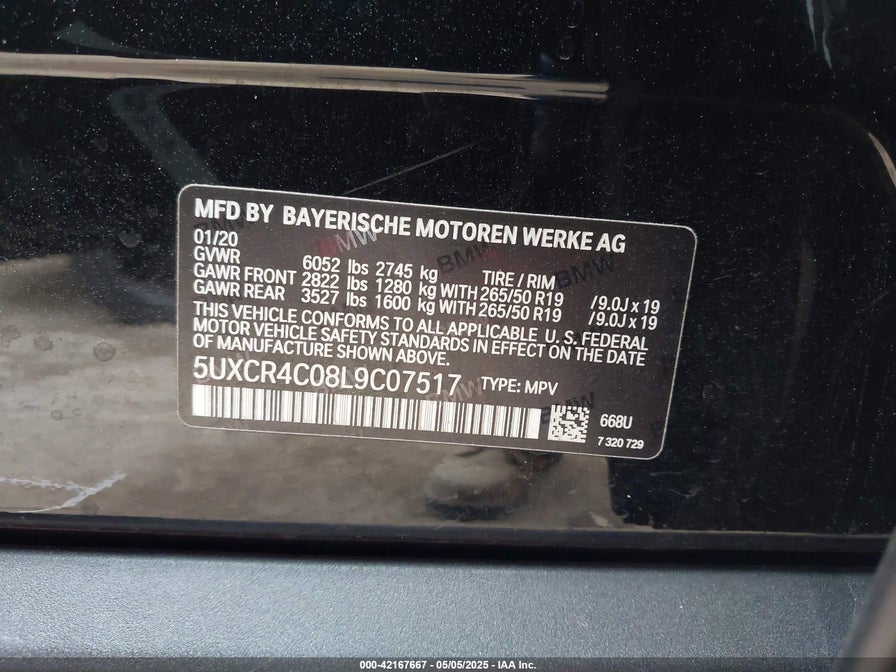 MFD BY BAYERISCHE MOTOREN WERKE AG
01/20
GVWR 6052 lbs 2745 kg TIRE / RIM
GAWR FRONT 2822 lbs 1280 kg WITH 265/50 R19 /9.0J x 19
GAWR REAR 3527 lbs 1600 kg WITH 265/50 R19 /9.0J x 19
THIS VEHICLE CONFORMS TO ALL APPLICABLE U. S. FEDERAL
MOTOR VEHICLE SAFETY STANDARDS IN EFFECT ON THE DATE
OF MANUFACTURE SHOWN ABOVE.
5UXCR4C08L9C07517 TYPE: MPV
668U
7 320 729
000-42167667 - 05/05/2025 - IAA Inc.